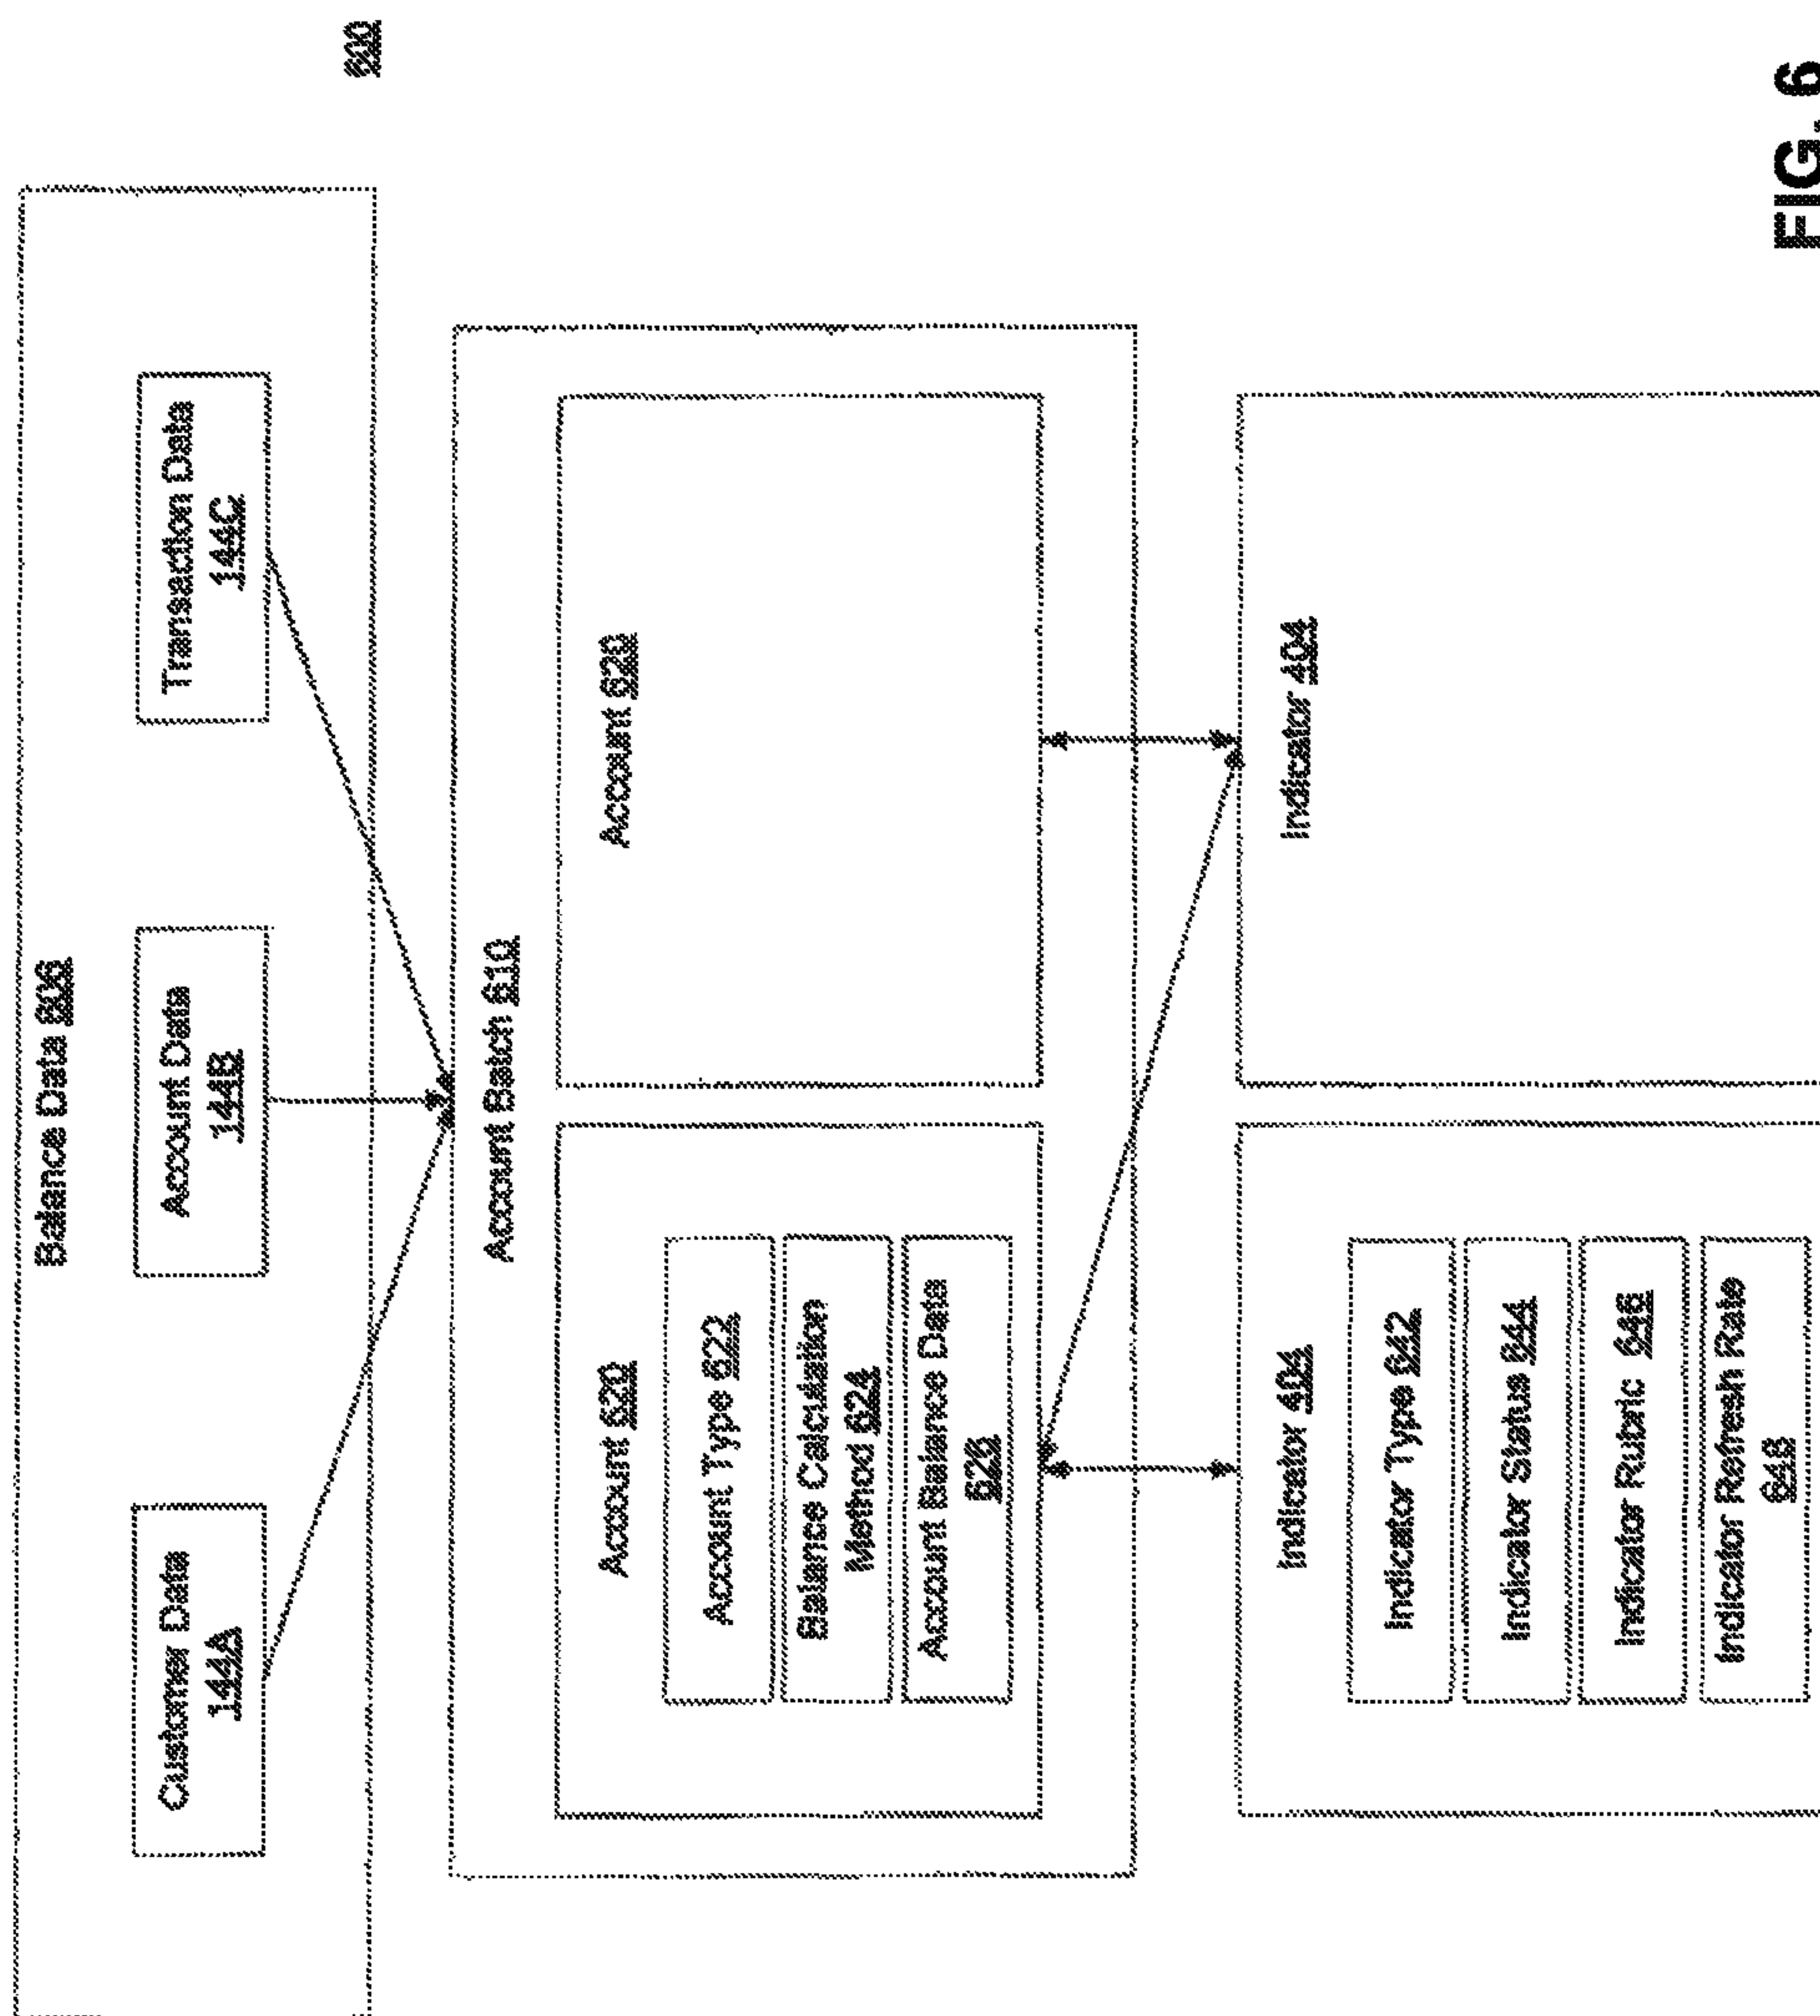 600
Balance Data 606
Customer Data
144A
Account Data
144B
Transaction Data
144C
Account Batch 610
Account 620
Account Type 622
Balance Calculation
Method 624
Account Balance Data
626
Account 620
Indicator 404
Indicator Type 642
Indicator Status 644
Indicator Rubric 646
Indicator Refresh Rate
648
Indicator 404
FIG. 6